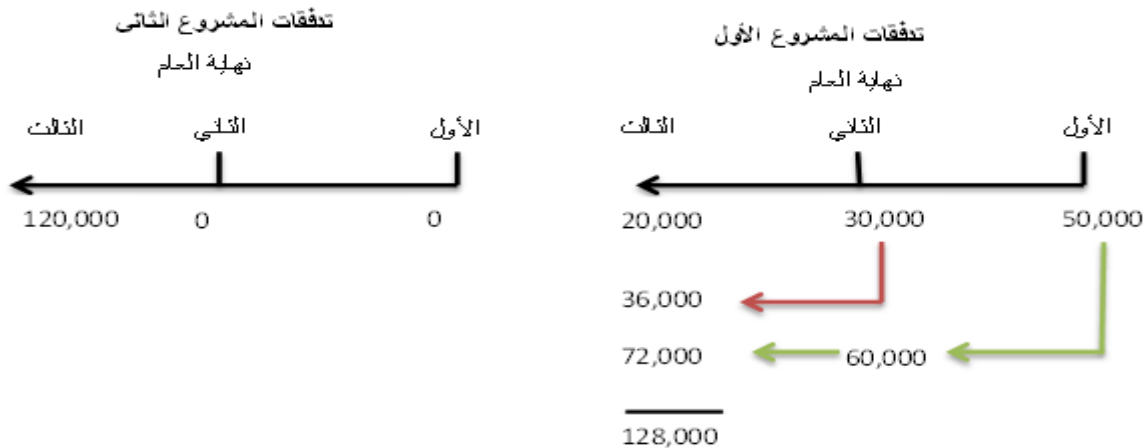 تدفقات المشروع الأول
نهاية العام
الأول الثاني الثالث
50,000 30,000 20,000
36,000
60,000 72,000
128,000
تدفقات المشروع الثانى
نهاية العام
الأول الثاني الثالث
0 0 120,000